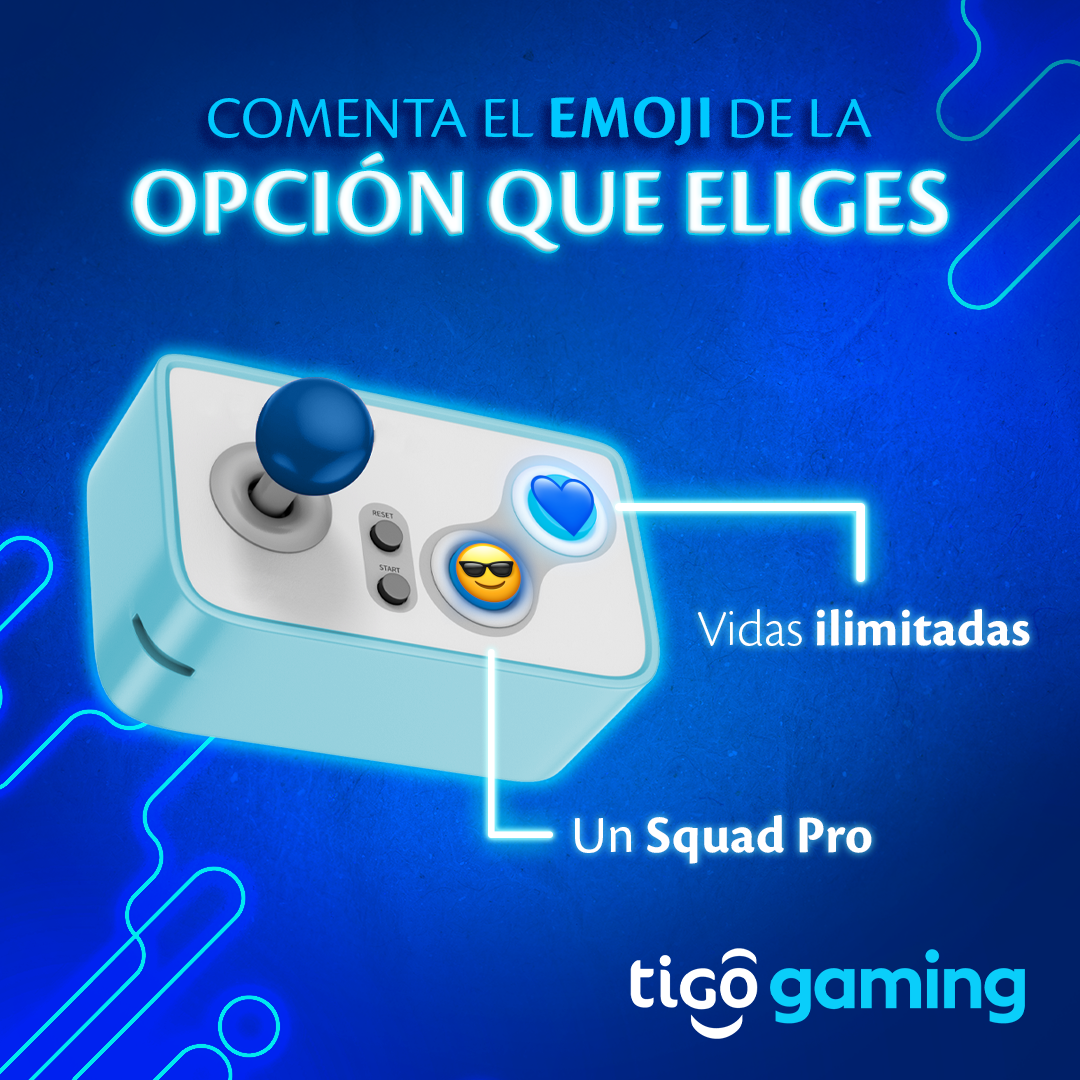 COMENTA EL EMOJI DE LA
OPCIÓN QUE ELIGES
RESET
START
Vidas ilimitadas
Un Squad Pro
tigo gaming